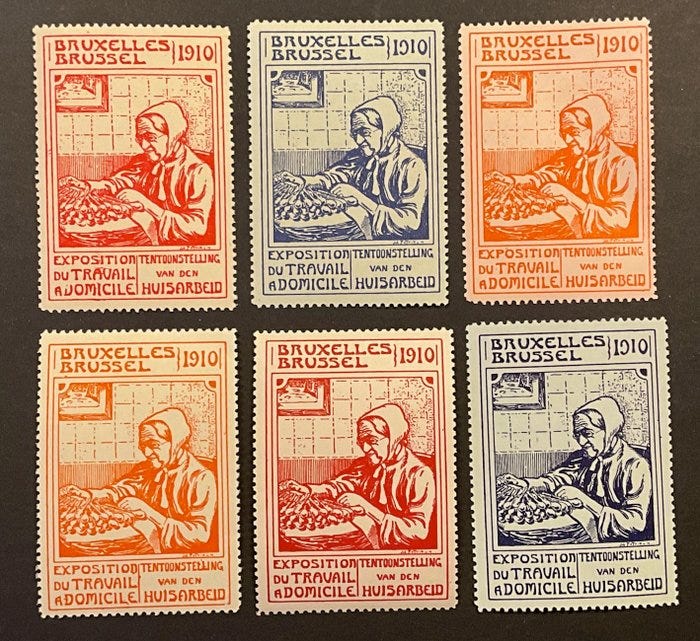 BRUXELLES
BRUSSEL
1910
EXPOSITION
DU TRAVAIL
A DOMICILE
TENTOONSTELLING
VAN DEN
HUISARBEID
BRUXELLES
BRUSSEL
1910
EXPOSITION
DU TRAVAIL
A DOMICILE
TENTOONSTELLING
VAN DEN
HUISARBEID
BRUXELLES
BRUSSEL
1910
EXPOSITION
DU TRAVAIL
A DOMICILE
TENTOONSTELLING
VAN DEN
HUISARBEID
BRUXELLES
BRUSSEL
1910
EXPOSITION
DU TRAVAIL
A DOMICILE
TENTOONSTELLING
VAN DEN
HUISARBEID
BRUXELLES
BRUSSEL
1910
EXPOSITION
DU TRAVAIL
A DOMICILE
TENTOONSTELLING
VAN DEN
HUISARBEID
BRUXELLES
BRUSSEL
1910
EXPOSITION
DU TRAVAIL
A DOMICILE
TENTOONSTELLING
VAN DEN
HUISARBEID